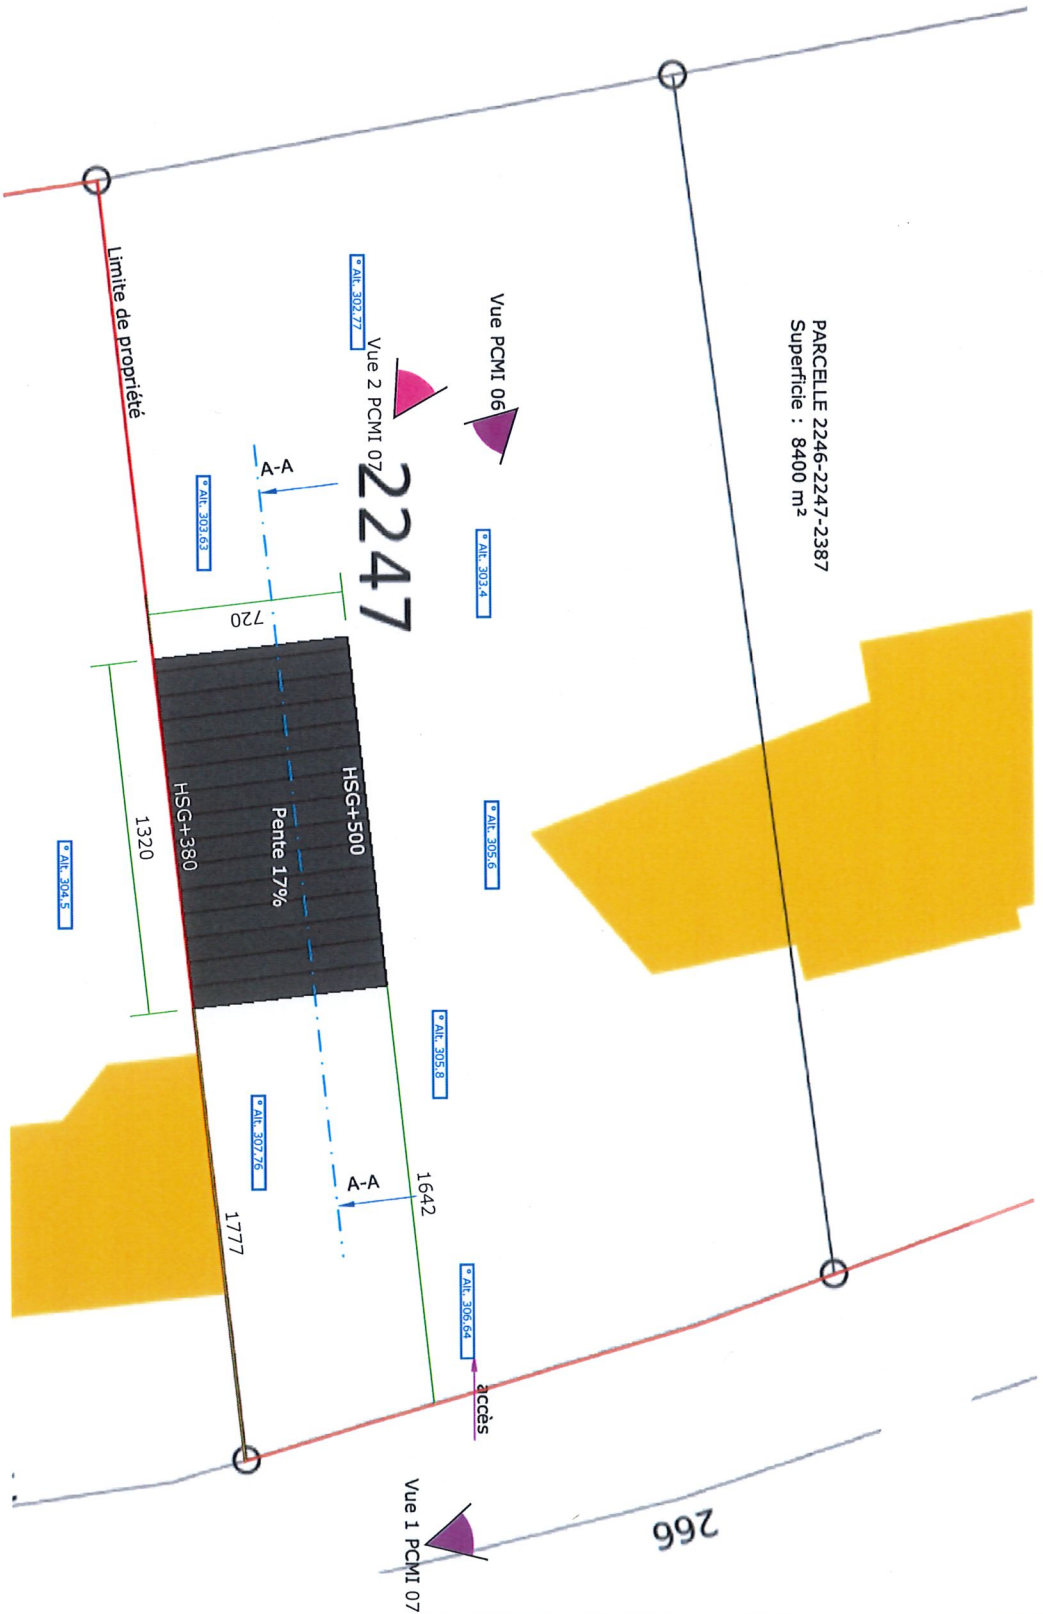 PARCELLE 2246-2247-2387
Superficie : 8400 m²
Vue PCMI 06
Vue 2 PCMI 07
° Alt. 302.77
Limite de propriété
A-A
2247
° Alt. 303.63
° Alt. 303.4
720
HSG+500
Pente 17%
HSG+380
1320
° Alt. 305.6
° Alt. 304.5
° Alt. 305.8
° Alt. 307.76
A-A
1642
1777
° Alt. 306.64
accès
Vue 1 PCMI 07
266